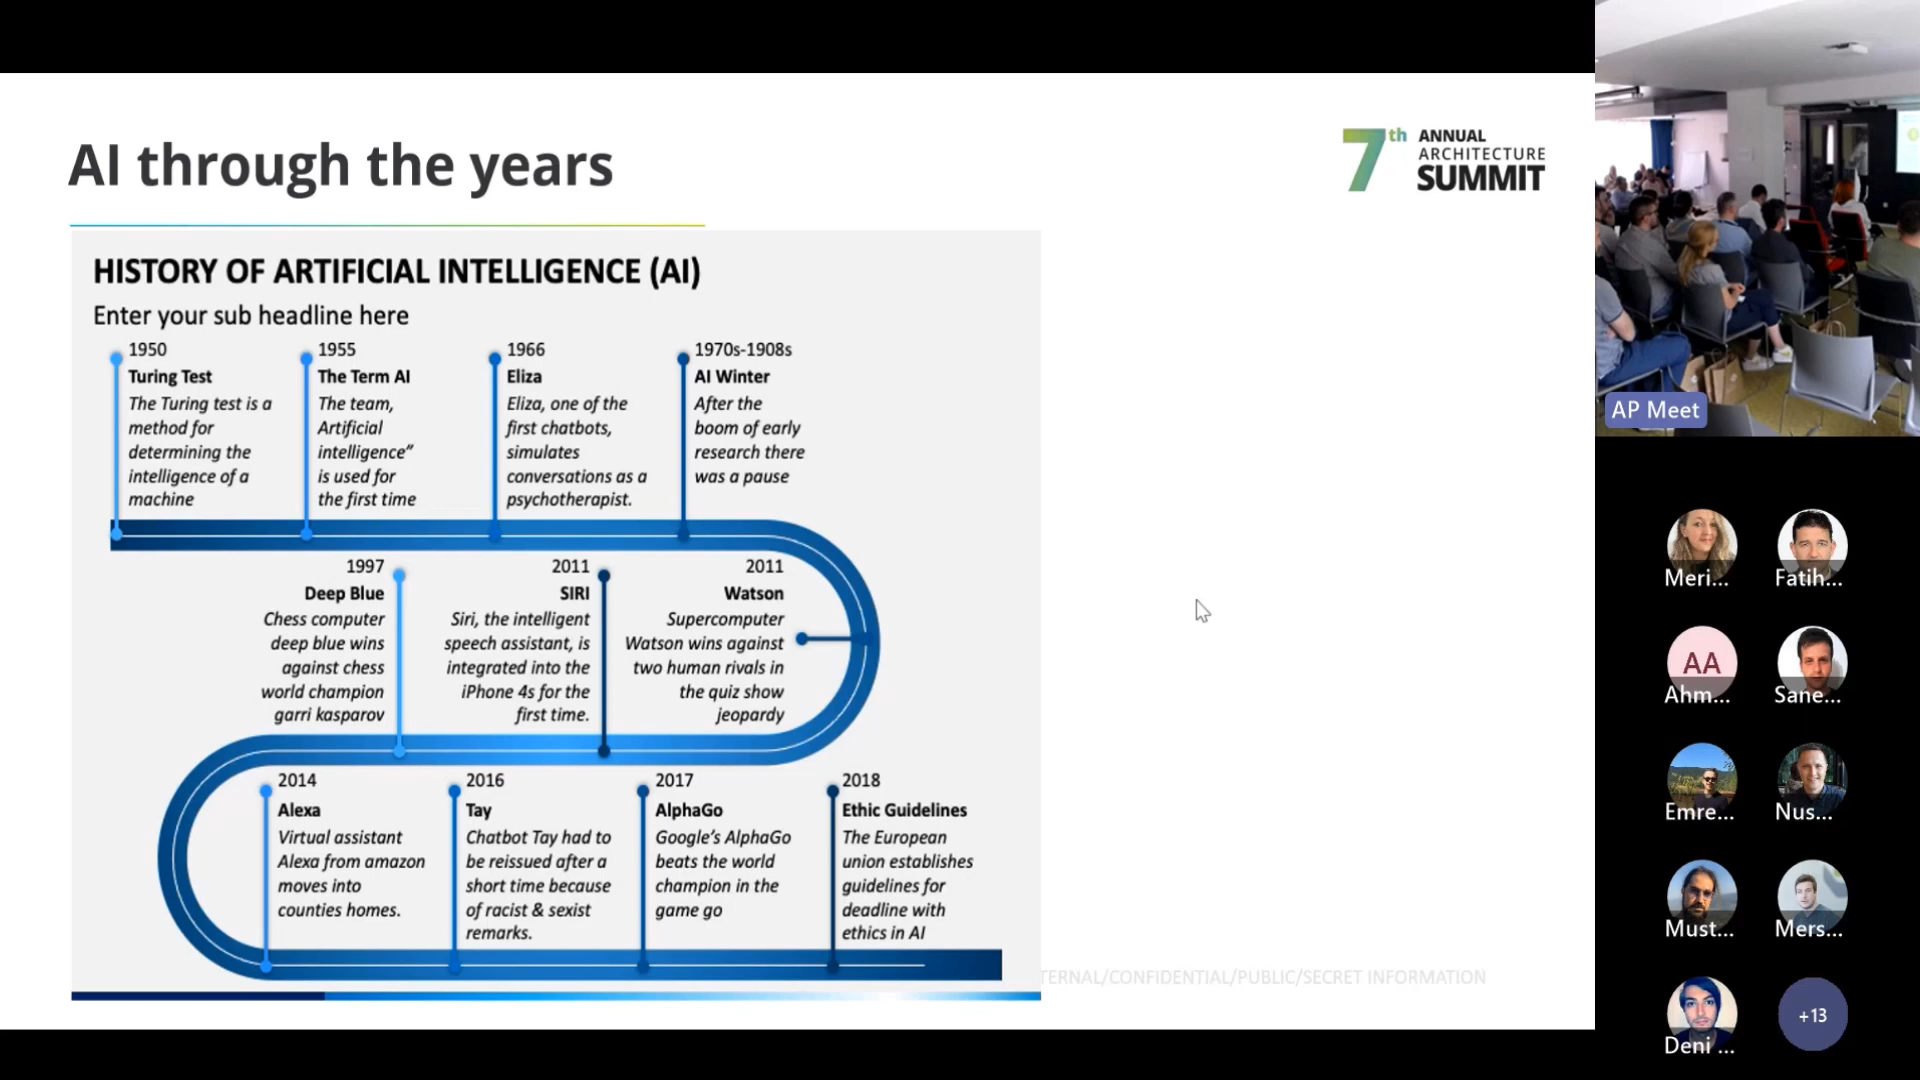 AI through the years
7th ANNUAL
ARCHITECTURE
SUMMIT
HISTORY OF ARTIFICIAL INTELLIGENCE (AI)
Enter your sub headline here
1950
Turing Test
The Turing test is a
method for
determining the
intelligence of a
machine
1955
The Term AI
The team,
Artificial
intelligence”
is used for
the first time
1966
Eliza
Eliza, one of the
first chatbots,
simulates
conversations as a
psychotherapist.
1970s-1908s
AI Winter
After the
boom of early
research there
was a pause
1997
Deep Blue
Chess computer
deep blue wins
against chess
world champion
garri kasparov
2011
SIRI
Siri, the intelligent
speech assistant, is
integrated into the
iPhone 4s for the
first time.
2011
Watson
Supercomputer
Watson wins against
two human rivals in
the quiz show
jeopardy
2014
Alexa
Virtual assistant
Alexa from amazon
moves into
counties homes.
2016
Tay
Chatbot Tay had to
be reissued after a
short time because
of racist & sexist
remarks.
2017
AlphaGo
Google’s AlphaGo
beats the world
champion in the
game go
2018
Ethic Guidelines
The European
union establishes
guidelines for
deadline with
ethics in AI
TERNAL/CONFIDENTIAL/PUBLIC/SECRET INFORMATION
AP Meet
Meri...
Fatih...
AA
Ahm...
Sane...
Emre...
Nus...
Must...
Mers...
Deni ...
+13